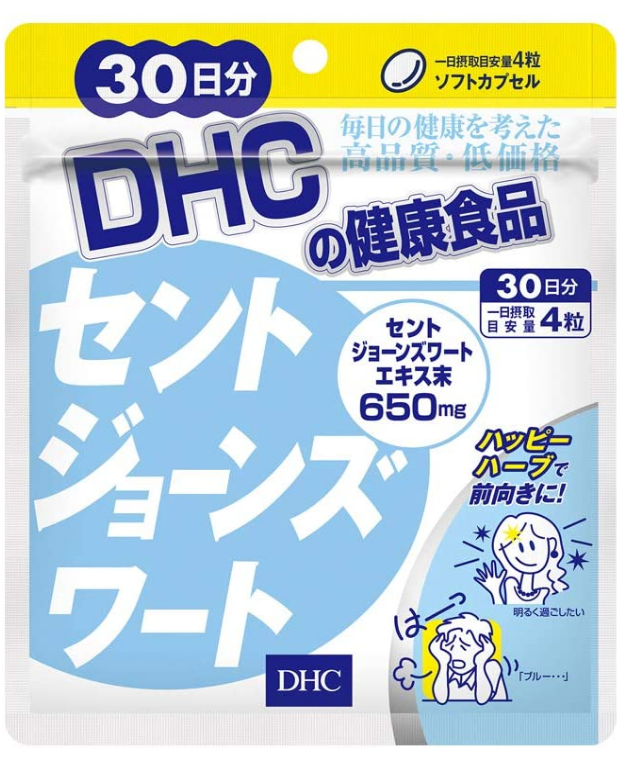 30日分
一日摂取目安量4粒
ソフトカプセル
毎日の健康を考えた
高品質・低価格
DHC
の健康食品
30日分
一日摂取
目安量 4粒
セント
ジョーンズワート
エキス末
650mg
セント
ジョーンズ
ワート
ハッピー
ハーブで
前向きに!
明るく過ごしたい
はーっ
「ブルー・・・」
DHC